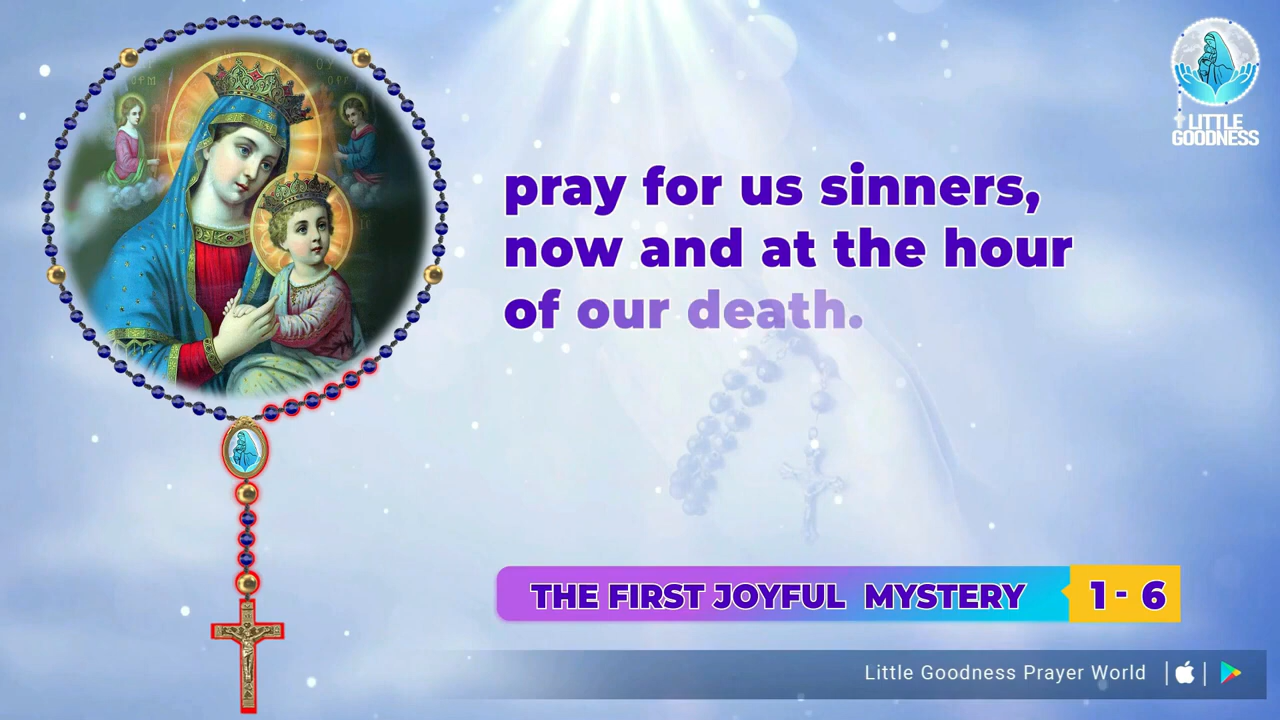 LITTLE
GOODNESS
pray for us sinners,
now and at the hour
of our death.
THE FIRST JOYFUL MYSTERY 1 - 6
Little Goodness Prayer World